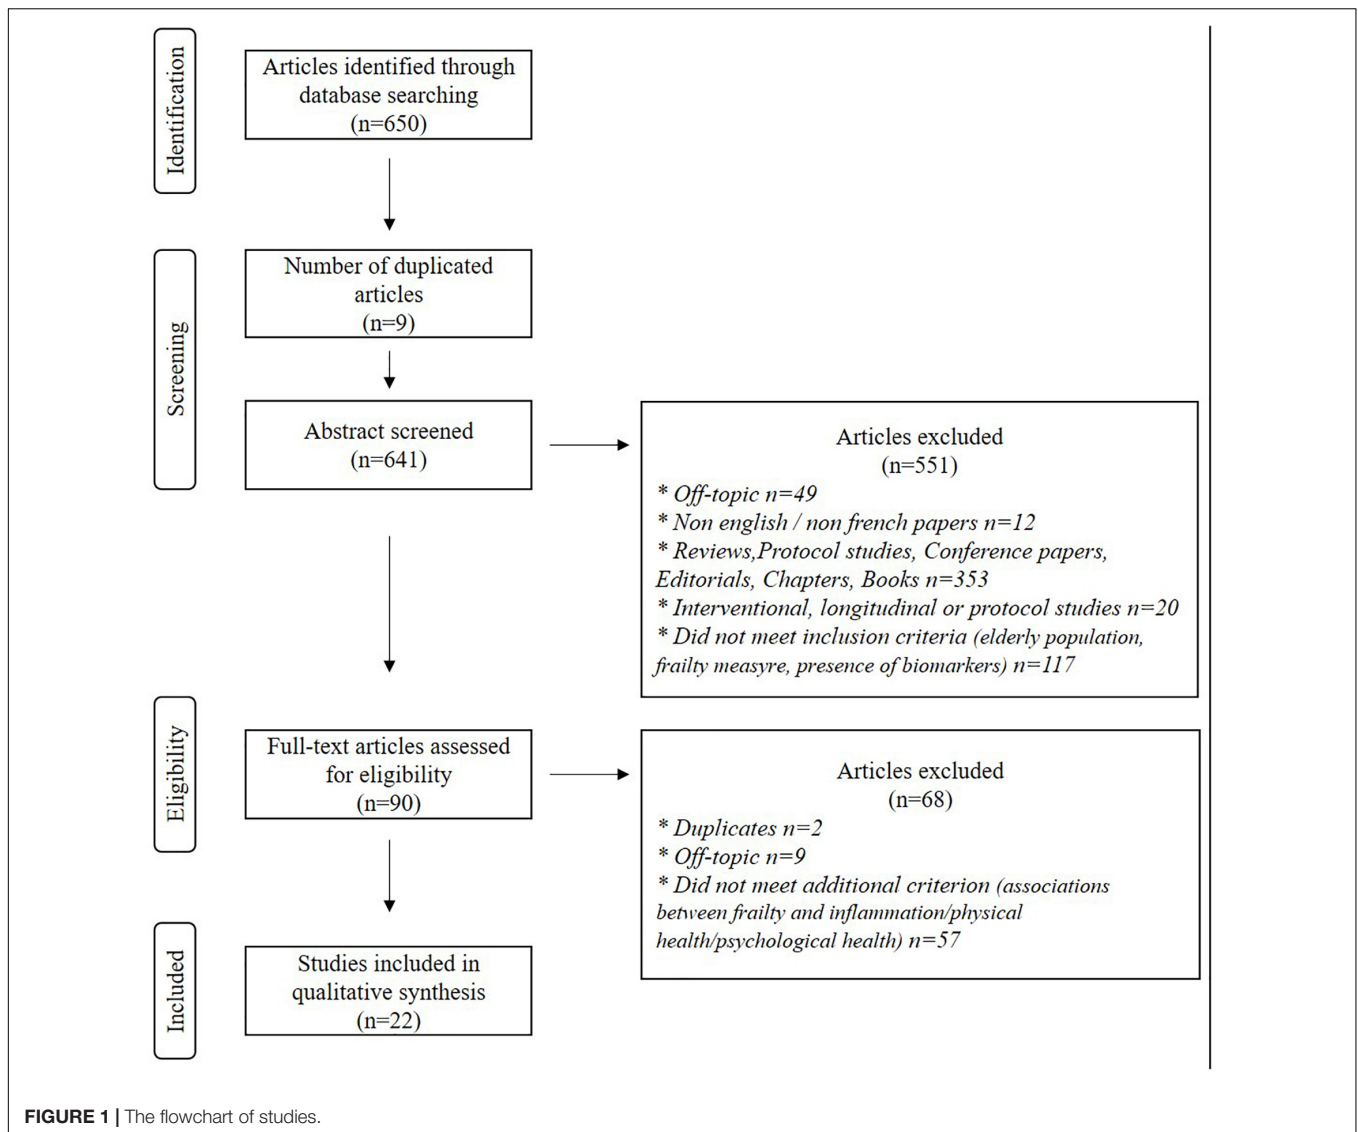 Identification
Articles identified through
database searching
(n=650)
Screening
Number of duplicated
articles
(n=9)
Abstract screened
(n=641)
Articles excluded
(n=551)
* Off-topic n=49
* Non english / non french papers n=12
* Reviews,Protocol studies, Conference papers,
Editorials, Chapters, Books n=353
* Interventional, longitudinal or protocol studies n=20
* Did not meet inclusion criteria (elderly population,
frailty measyre, presence of biomarkers) n=117
Eligibility
Full-text articles assessed
for eligibility
(n=90)
Articles excluded
(n=68)
* Duplicates n=2
* Off-topic n=9
* Did not meet additional criterion (associations
between frailty and inflammation/physical
health/psychological health) n=57
Included
Studies included in
qualitative synthesis
(n=22)
FIGURE 1 | The flowchart of studies.